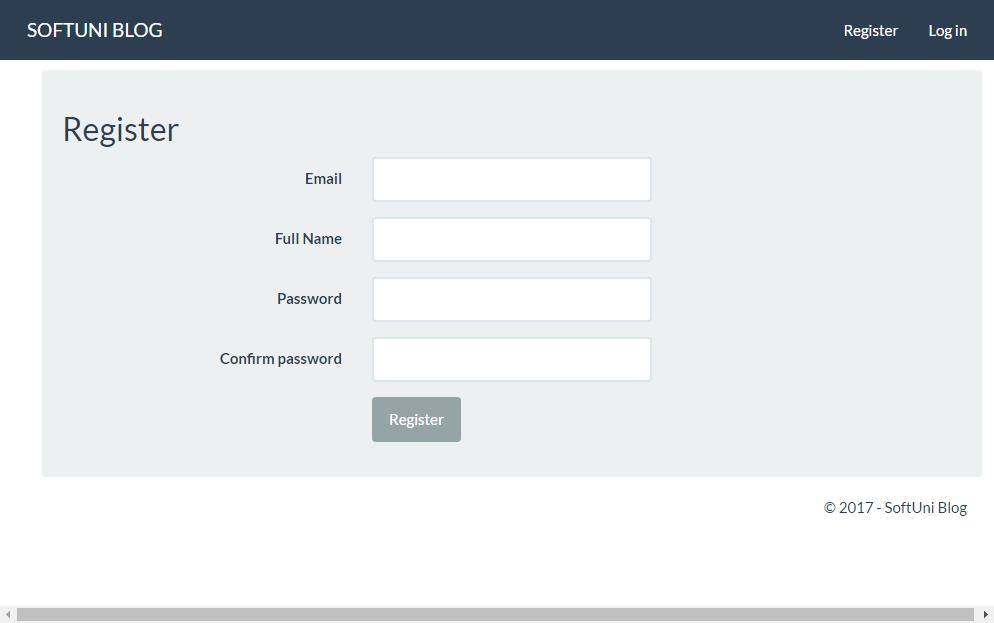 SOFTUNI BLOG
Register Log in
Register
Email
Full Name
Password
Confirm password
Register
© 2017 - SoftUni Blog